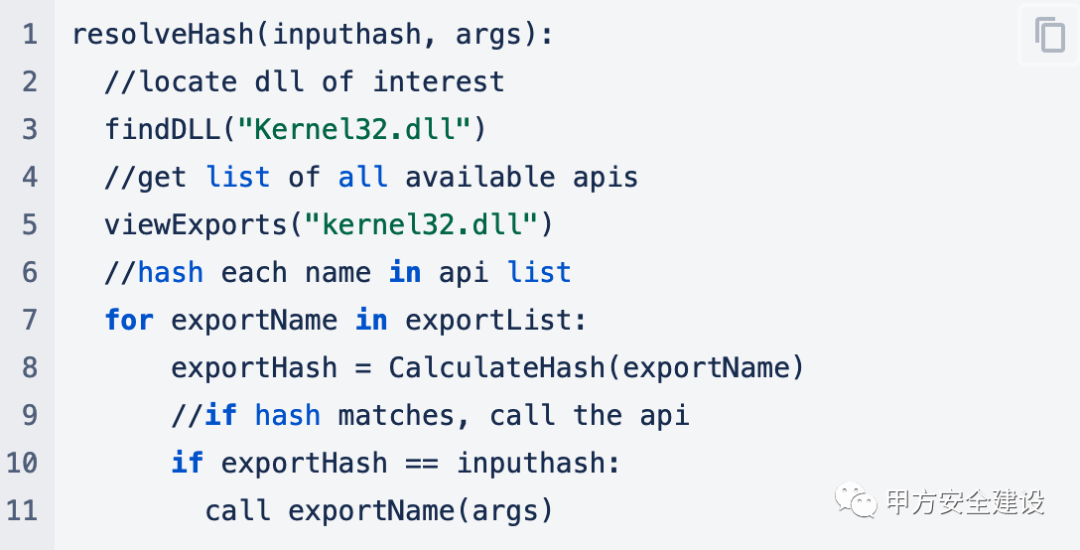 1 resolveHash(inputhash, args):
2 //locate dll of interest
3 findDLL("Kernel32.dll")
4 //get list of all available apis
5 viewExports("kernel32.dll")
6 //hash each name in api list
7 for exportName in exportList:
8 exportHash = CalculateHash(exportName)
9 //if hash matches, call the api
10 if exportHash == inputhash:
11 call exportName(args)
甲方安全建设